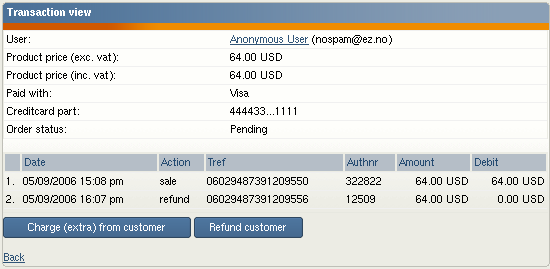 Transaction view
User: Anonymous User (nospam@ez.no)
Product price (exc. vat): 64.00 USD
Product price (inc. vat): 64.00 USD
Paid with: Visa
Creditcard part: 444433...1111
Order status: Pending
Date Action Tref Authnr Amount Debit
1. 05/09/2006 15:08 pm sale 06029487391209550 322822 64.00 USD 64.00 USD
2. 05/09/2006 16:07 pm refund 06029487391209556 12509 64.00 USD 0.00 USD
Charge (extra) from customer Refund customer
Back